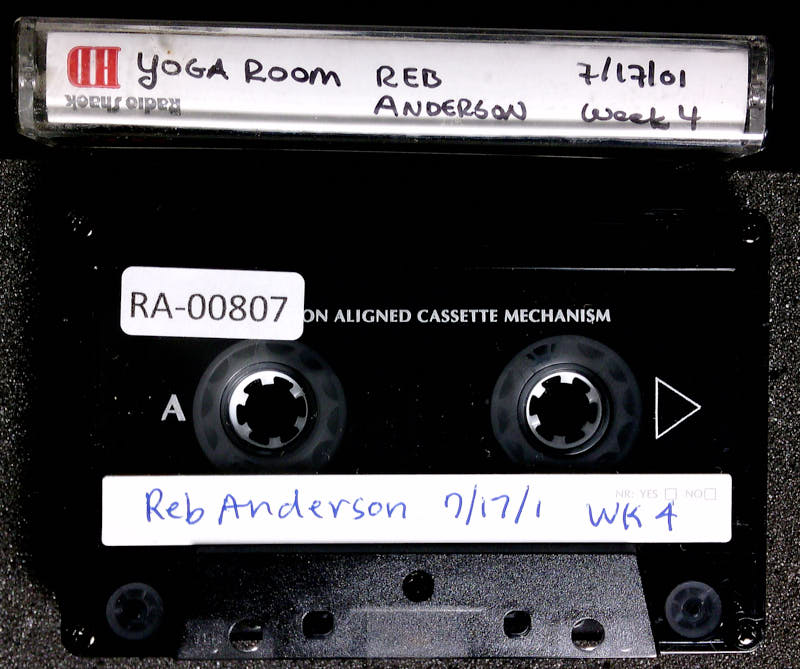 HD YOGA ROOM REB 7/17/01
Radio Shack ANDERSON Week 4
RA-00807
ON ALIGNED CASSETTE MECHANISM
A
NR: YES NO
Reb Anderson 7/17/1 WK 4